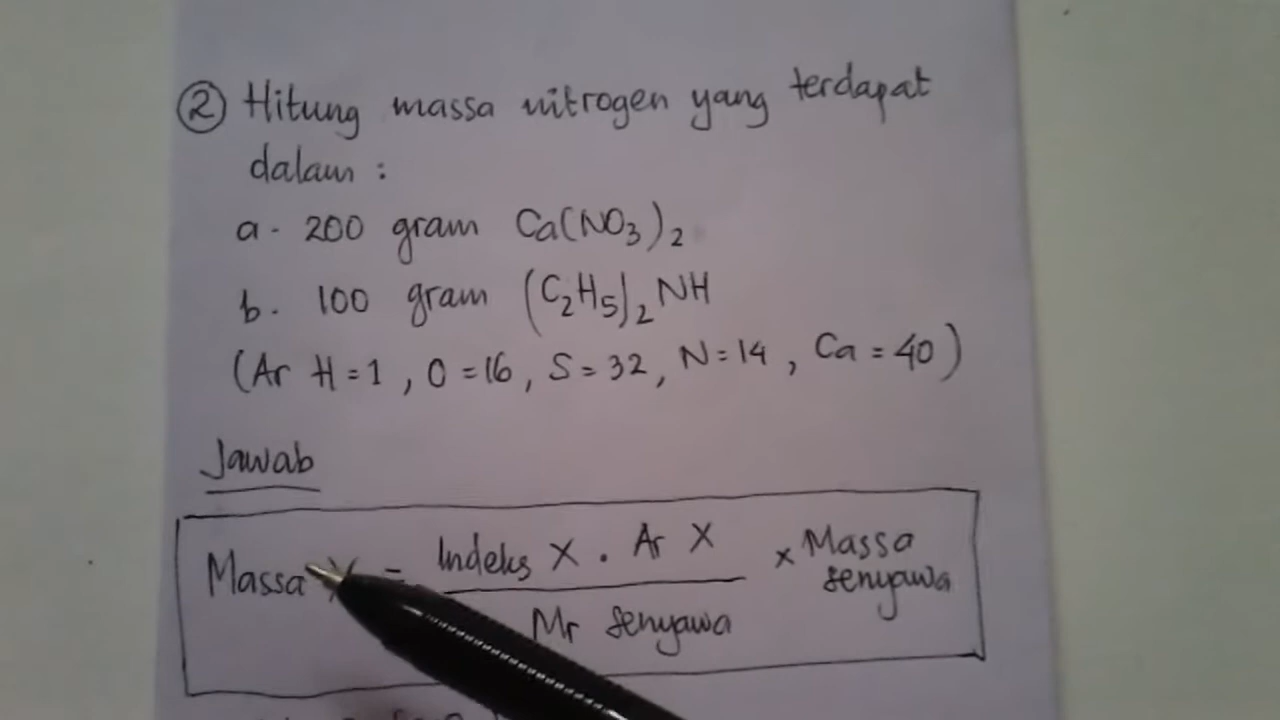 ② Hitung massa nitrogen yang terdapat
dalam :
a. 200 gram Ca(NO₃)₂
b. 100 gram (C₂H₅)₂NH
(Ar H = 1 , O = 16 , S = 32 , N = 14 , Ca = 40)
Jawab
Massa X = Indeks X . Ar X × Massa senyawa
Mr senyawa